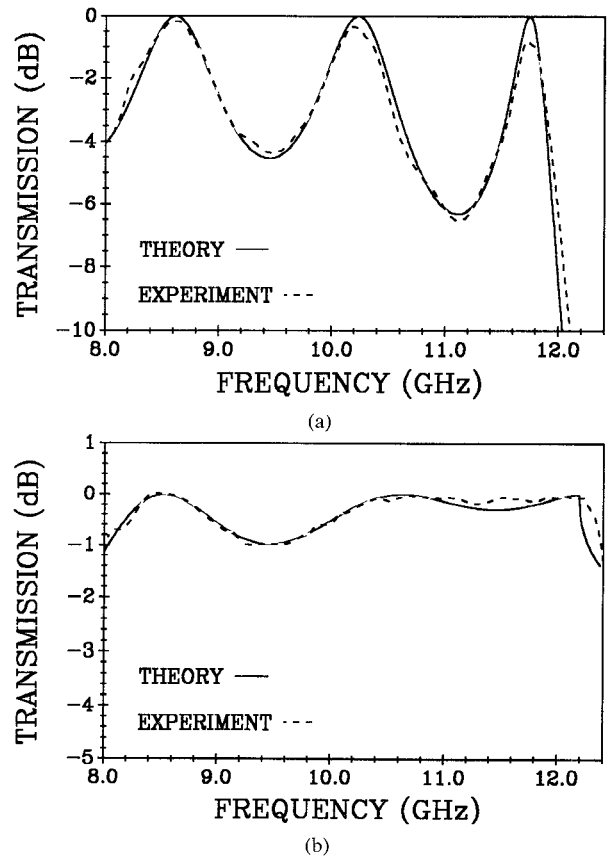 0
-2
-4
-6
-8
-10
TRANSMISSION (dB)
THEORY
EXPERIMENT
8.0 9.0 10.0 11.0 12.0
FREQUENCY (GHz)
(a)
1
0
-1
-2
-3
-4
-5
TRANSMISSION (dB)
THEORY
EXPERIMENT
8.0 9.0 10.0 11.0 12.0
FREQUENCY (GHz)
(b)